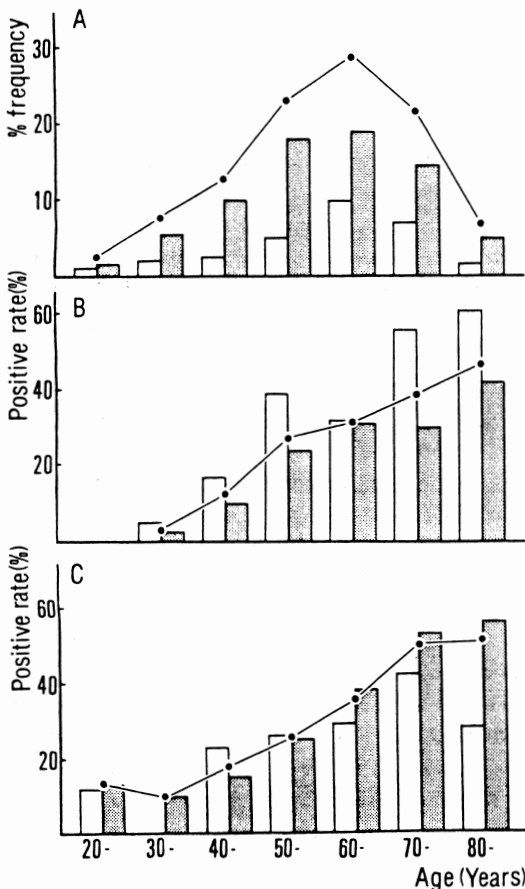 A
% frequency
30
20
10
B
Positive rate(%)
60
40
20
C
Positive rate(%)
60
40
20
20- 30- 40- 50- 60- 70- 80-
Age (Years)